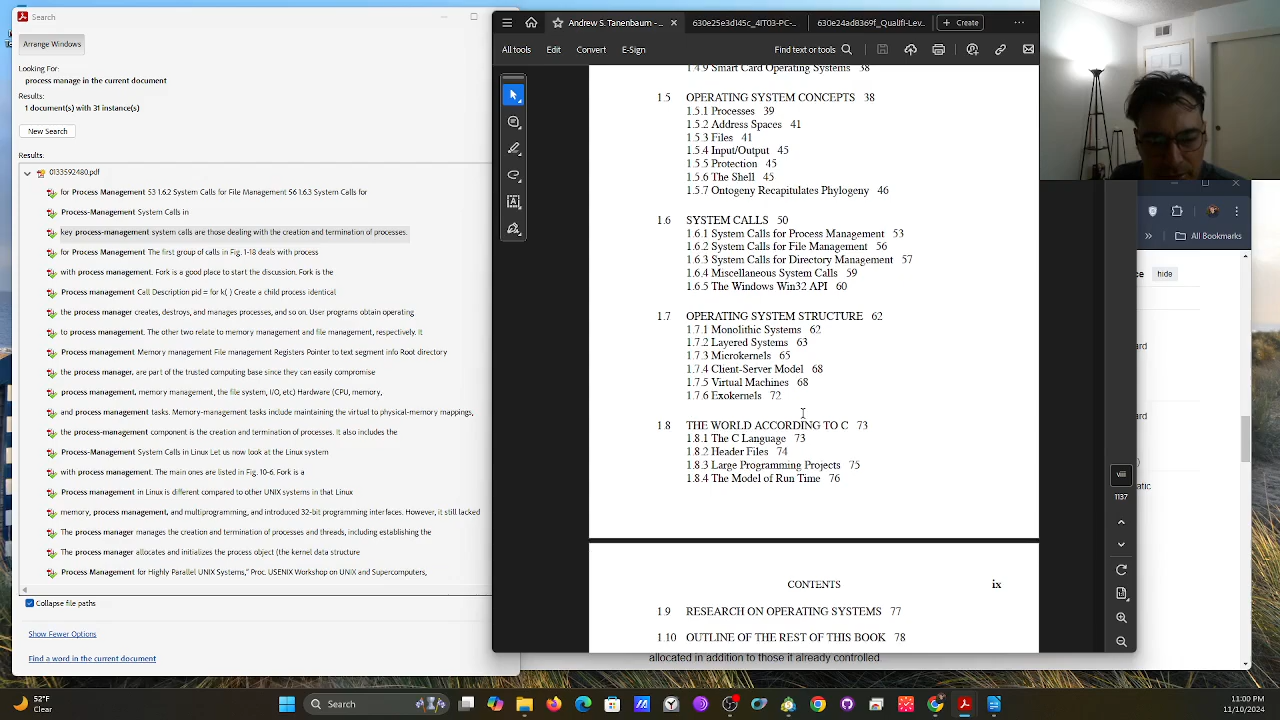 Search
Arrange Windows
Looking For:
process manage in the current document
Results:
1 document(s) with 31 instance(s)
New Search
Results:
0133592480.pdf
for Process Management 53 1.6.2 System Calls for File Management 56 1.6.3 System Calls for
Process-Management System Calls in
key process-management system calls are those dealing with the creation and termination of processes.
for Process Management The first group of calls in Fig. 1-18 deals with process
with process management. Fork is a good place to start the discussion. Fork is the
Process management Call Description pid = for k( ) Create a child process identical
the process manager creates, destroys, and manages processes, and so on. User programs obtain operating
to process management. The other two relate to memory management and file management, respectively. It
Process management Memory management File management Registers Pointer to text segment info Root directory
the process manager, are part of the trusted computing base since they can easily compromise
process management, memory management, the file system, I/O, etc) Hardware (CPU, memory,
and process management tasks. Memory-management tasks include maintaining the virtual to physical-memory mappings,
the process-management component is the creation and termination of processes. It also includes the
Process-Management System Calls in Linux Let us now look at the Linux system
with process management. The main ones are listed in Fig. 10-6. Fork is a
Process management in Linux is different compared to other UNIX systems in that Linux
memory, process management, and multiprogramming, and introduced 32-bit programming interfaces. However, it still lacked
The process manager manages the creation and termination of processes and threads, including establishing the
The process manager allocates and initializes the process object (the kernel data structure
Process Management for Highly Parallel UNIX Systems," Proc. USENIX Workshop on UNIX and Supercomputers,
Collapse file paths
Show Fewer Options
Find a word in the current document
Andrew S. Tanenbaum - ...
630e25e3d145c_4IT03-PC-...
630e24ad8369f_Qualifi-Lev...
Create
All tools
Edit
Convert
E-Sign
Find text or tools
1.4.9 Smart Card Operating Systems 38
1.5 OPERATING SYSTEM CONCEPTS 38
1.5.1 Processes 39
1.5.2 Address Spaces 41
1.5.3 Files 41
1.5.4 Input/Output 45
1.5.5 Protection 45
1.5.6 The Shell 45
1.5.7 Ontogeny Recapitulates Phylogeny 46
1.6 SYSTEM CALLS 50
1.6.1 System Calls for Process Management 53
1.6.2 System Calls for File Management 56
1.6.3 System Calls for Directory Management 57
1.6.4 Miscellaneous System Calls 59
1.6.5 The Windows Win32 API 60
1.7 OPERATING SYSTEM STRUCTURE 62
1.7.1 Monolithic Systems 62
1.7.2 Layered Systems 63
1.7.3 Microkernels 65
1.7.4 Client-Server Model 68
1.7.5 Virtual Machines 68
1.7.6 Exokernels 72
1.8 THE WORLD ACCORDING TO C 73
1.8.1 The C Language 73
1.8.2 Header Files 74
1.8.3 Large Programming Projects 75
1.8.4 The Model of Run Time 76
CONTENTS ix
1.9 RESEARCH ON OPERATING SYSTEMS 77
1.10 OUTLINE OF THE REST OF THIS BOOK 78
allocated in addition to those it already controlled
viii
1137
All Bookmarks
hide
52°F
Clear
Search
11:00 PM
11/10/2024